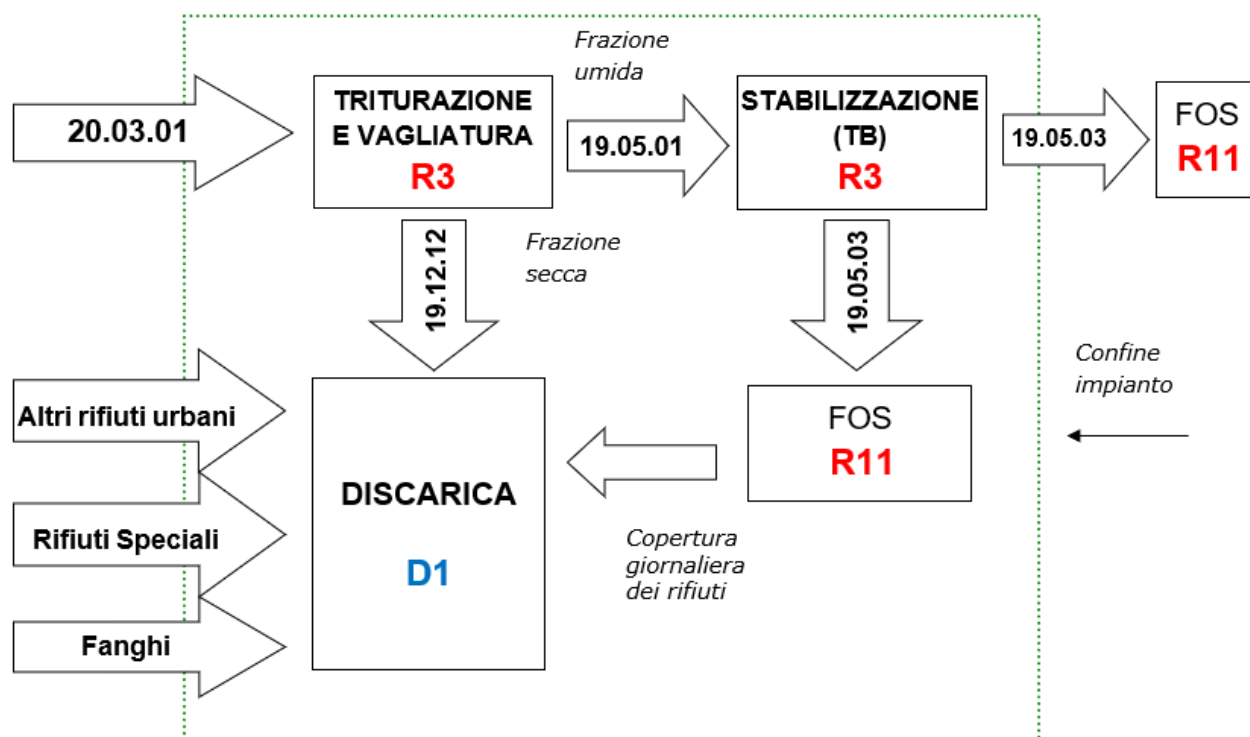 Frazione
umida
20.03.01
TRITURAZIONE
E VAGLIATURA
R3
19.05.01
STABILIZZAZIONE
(TB)
R3
19.05.03
FOS
R11
19.12.12
Frazione
secca
19.05.03
Confine
impianto
Altri rifiuti urbani
Rifiuti Speciali
Fanghi
DISCARICA
D1
FOS
R11
Copertura
giornaliera
dei rifiuti